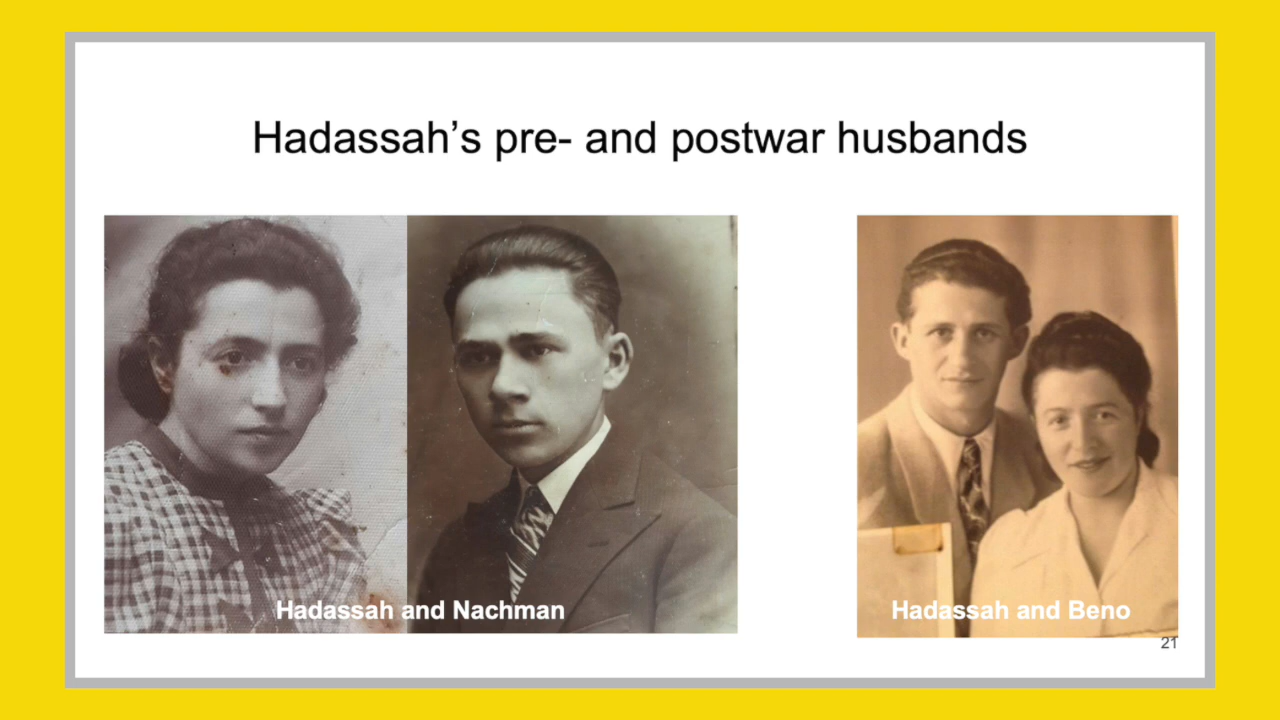 Hadassah’s pre- and postwar husbands
Hadassah and Nachman
Hadassah and Beno
21